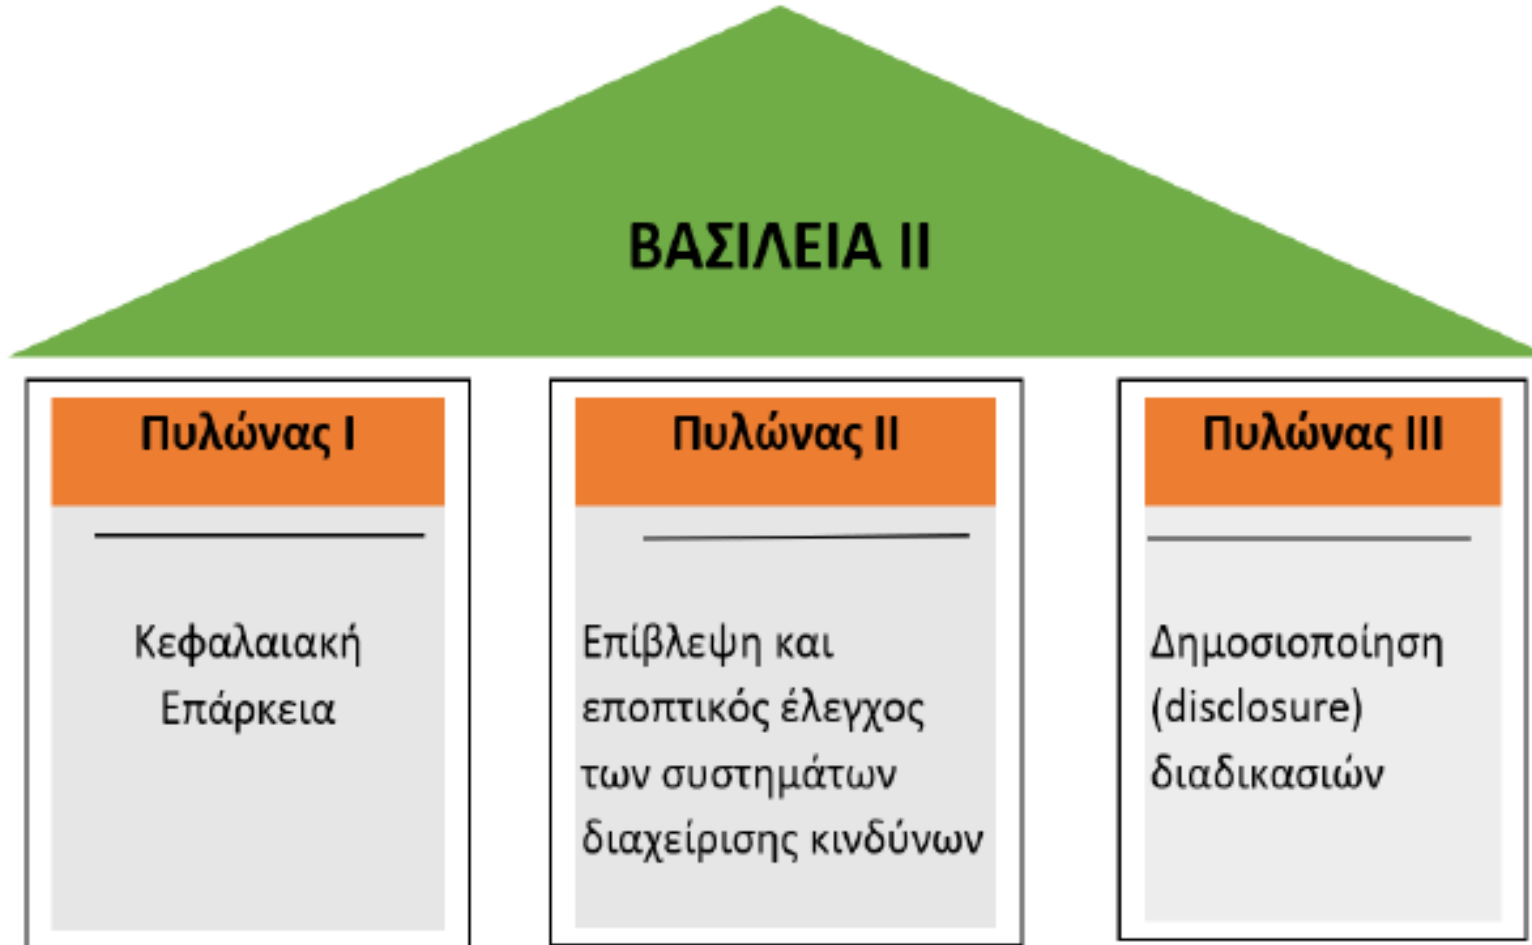 ΒΑΣΙΛΕΙΑ ΙΙ
Πυλώνας Ι
Κεφαλαιακή
Επάρκεια
Πυλώνας ΙΙ
Επίβλεψη και
εποπτικός έλεγχος
των συστημάτων
διαχείρισης κινδύνων
Πυλώνας ΙΙΙ
Δημοσιοποίηση
(disclosure)
διαδικασιών